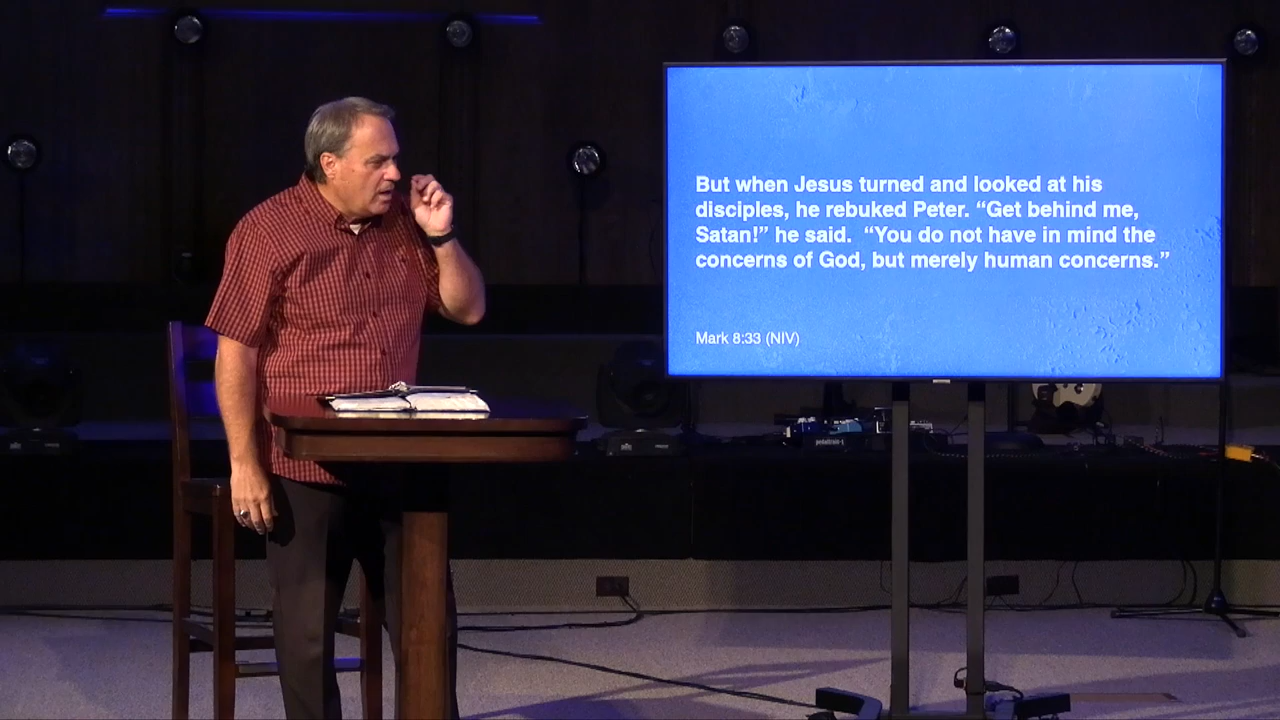 But when Jesus turned and looked at his
disciples, he rebuked Peter. “Get behind me,
Satan!” he said.  “You do not have in mind the
concerns of God, but merely human concerns.”
Mark 8:33 (NIV)
pedaltrain